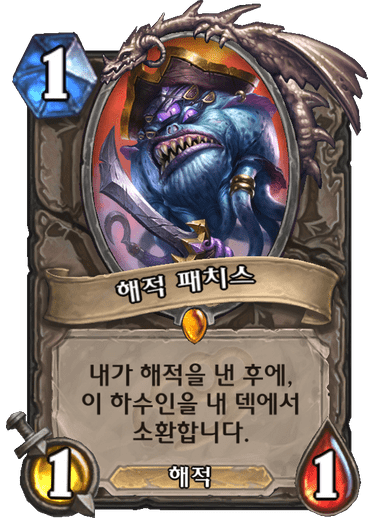 1
해적 패치스
내가 해적을 낸 후에,
이 하수인을 내 덱에서
소환합니다.
1
해적
1